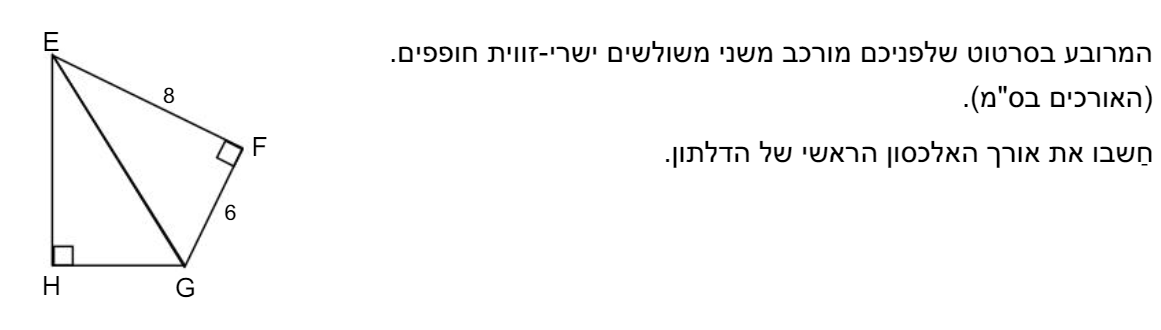 המרובע בסרטוט שלפניכם מורכב משני משולשים ישרי-זווית חופפים.
(האורכים בס"מ).
חַשבו את אורך האלכסון הראשי של הדלתון.
E
8
F
6
H
G